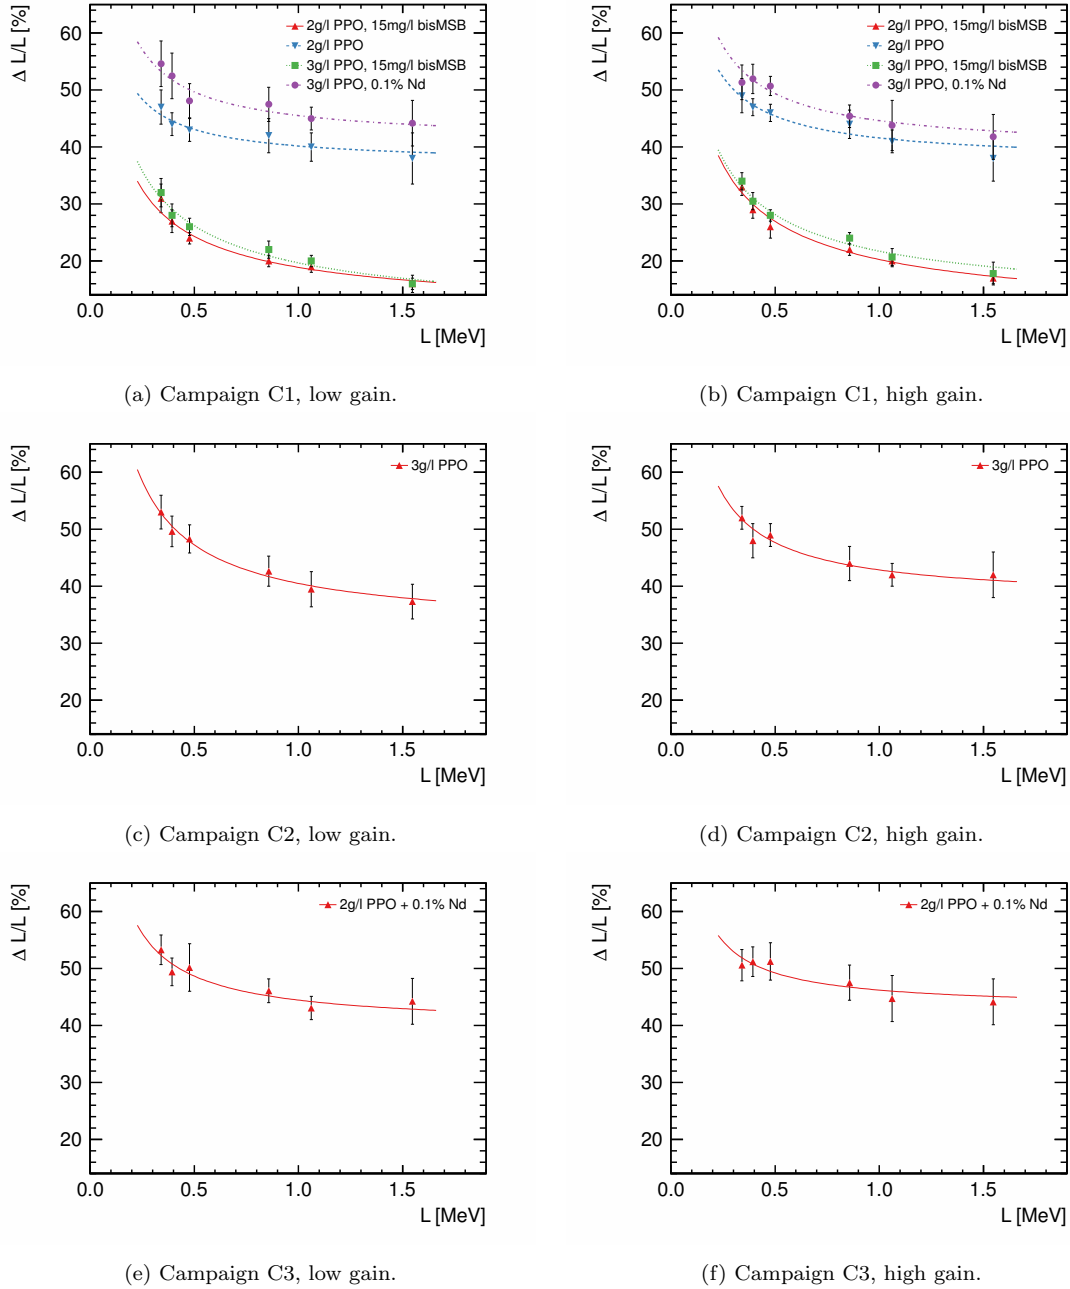 Δ L/L [%]
60
50
40
30
20
0.0 0.5 1.0 1.5
L [MeV]
2g/l PPO, 15mg/l bisMSB
2g/l PPO
3g/l PPO, 15mg/l bisMSB
3g/l PPO, 0.1% Nd
(a) Campaign C1, low gain.
Δ L/L [%]
60
50
40
30
20
0.0 0.5 1.0 1.5
L [MeV]
2g/l PPO, 15mg/l bisMSB
2g/l PPO
3g/l PPO, 15mg/l bisMSB
3g/l PPO, 0.1% Nd
(b) Campaign C1, high gain.
Δ L/L [%]
60
50
40
30
20
0.0 0.5 1.0 1.5
L [MeV]
3g/l PPO
(c) Campaign C2, low gain.
Δ L/L [%]
60
50
40
30
20
0.0 0.5 1.0 1.5
L [MeV]
3g/l PPO
(d) Campaign C2, high gain.
Δ L/L [%]
60
50
40
30
20
0.0 0.5 1.0 1.5
L [MeV]
2g/l PPO + 0.1% Nd
(e) Campaign C3, low gain.
Δ L/L [%]
60
50
40
30
20
0.0 0.5 1.0 1.5
L [MeV]
2g/l PPO + 0.1% Nd
(f) Campaign C3, high gain.